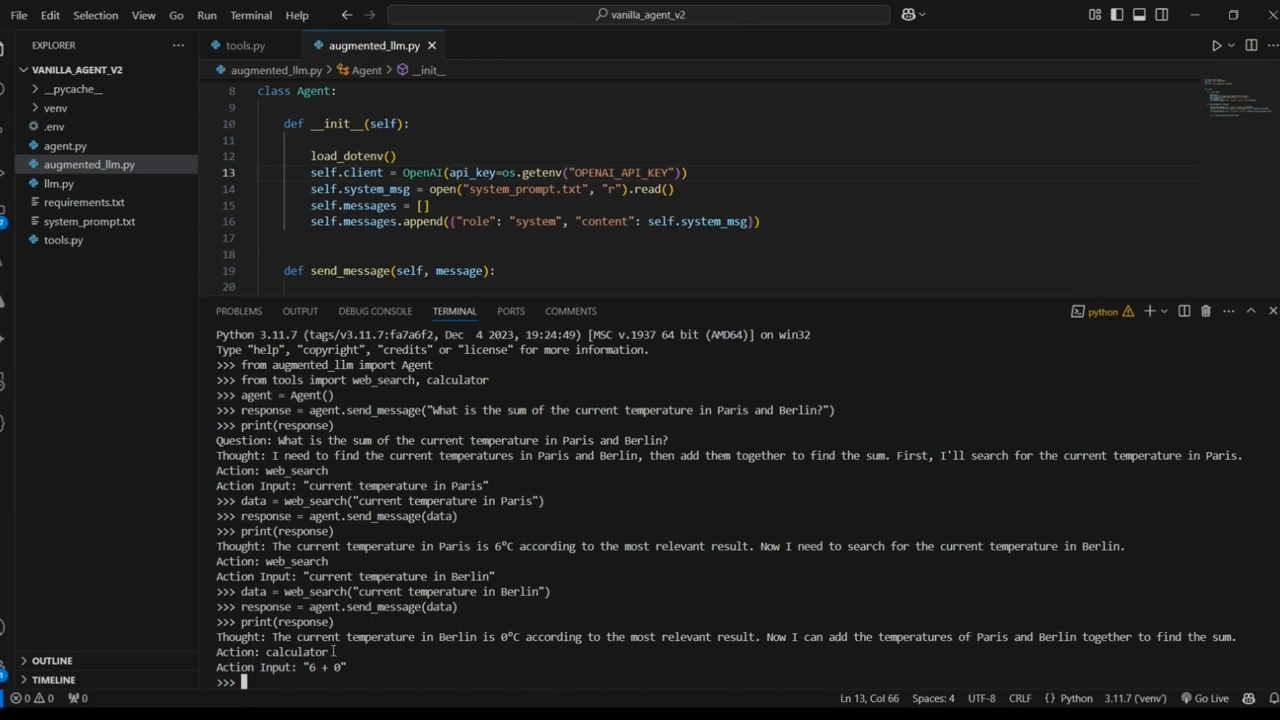 File Edit Selection View Go Run Terminal Help
vanilla_agent_v2
EXPLORER
tools.py
augmented_llm.py
VANILLA_AGENT_V2
augmented_llm.py > Agent > __init__
__pycache__
venv
.env
agent.py
augmented_llm.py
llm.py
requirements.txt
system_prompt.txt
tools.py
8 class Agent:
9
10 def __init__(self):
11
12 load_dotenv()
13 self.client = OpenAI(api_key=os.getenv("OPENAI_API_KEY"))
14 self.system_msg = open("system_prompt.txt", "r").read()
15 self.messages = []
16 self.messages.append({"role": "system", "content": self.system_msg})
17
18
19 def send_message(self, message):
20
PROBLEMS OUTPUT DEBUG CONSOLE TERMINAL PORTS COMMENTS
python
Python 3.11.7 (tags/v3.11.7:fa7a6f2, Dec 4 2023, 19:24:49) [MSC v.1937 64 bit (AMD64)] on win32
Type "help", "copyright", "credits" or "license" for more information.
>>> from augmented_llm import Agent
>>> from tools import web_search, calculator
>>> agent = Agent()
>>> response = agent.send_message("What is the sum of the current temperature in Paris and Berlin?")
>>> print(response)
Question: What is the sum of the current temperature in Paris and Berlin?
Thought: I need to find the current temperatures in Paris and Berlin, then add them together to find the sum. First, I'll search for the current temperature in Paris.
Action: web_search
Action Input: "current temperature in Paris"
>>> data = web_search("current temperature in Paris")
>>> response = agent.send_message(data)
>>> print(response)
Thought: The current temperature in Paris is 6°C according to the most relevant result. Now I need to search for the current temperature in Berlin.
Action: web_search
Action Input: "current temperature in Berlin"
>>> data = web_search("current temperature in Berlin")
>>> response = agent.send_message(data)
>>> print(response)
Thought: The current temperature in Berlin is 0°C according to the most relevant result. Now I can add the temperatures of Paris and Berlin together to find the sum.
Action: calculator
Action Input: "6 + 0"
>>>
OUTLINE
TIMELINE
0 0 0 Ln 13, Col 66 Spaces: 4 UTF-8 CRLF {} Python 3.11.7 ('venv') Go Live